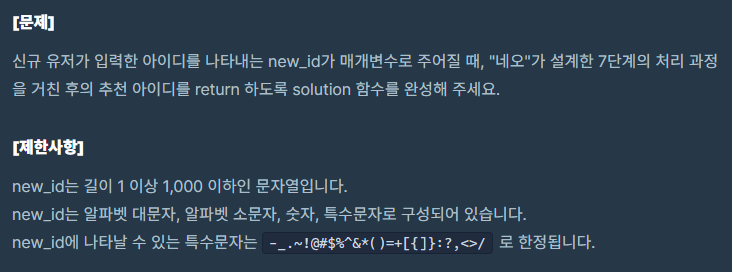 [문제]
신규 유저가 입력한 아이디를 나타내는 new_id가 매개변수로 주어질 때, "네오"가 설계한 7단계의 처리 과정
을 거친 후의 추천 아이디를 return 하도록 solution 함수를 완성해 주세요.
[제한사항]
new_id는 길이 1 이상 1,000 이하인 문자열입니다.
new_id는 알파벳 대문자, 알파벳 소문자, 숫자, 특수문자로 구성되어 있습니다.
new_id에 나타날 수 있는 특수문자는 -_.~!@#$%^&*()=+[{]}:?,<>/ 로 한정됩니다.